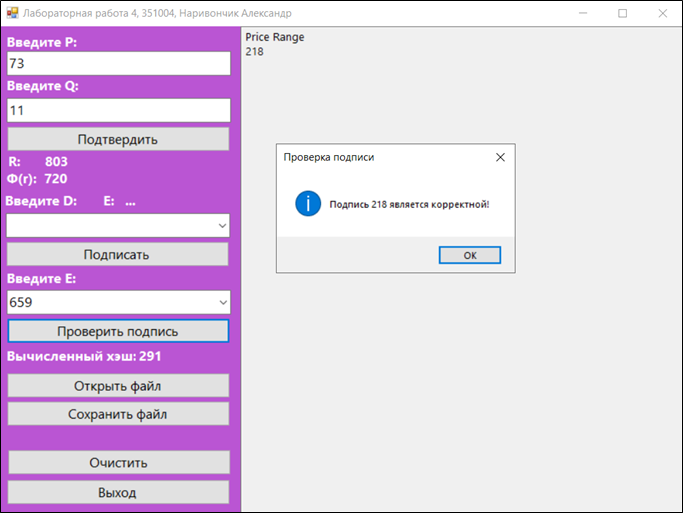 Лабораторная работа 4, 351004, Наривончик Александр
Введите P:
73
Введите Q:
11
Подтвердить
R: 803
Ф(r): 720
Введите D: E: ...
Подписать
Введите E:
659
Проверить подпись
Вычисленный хэш: 291
Открыть файл
Сохранить файл
Очистить
Выход
Price Range
218
Проверка подписи
Подпись 218 является корректной!
ОК